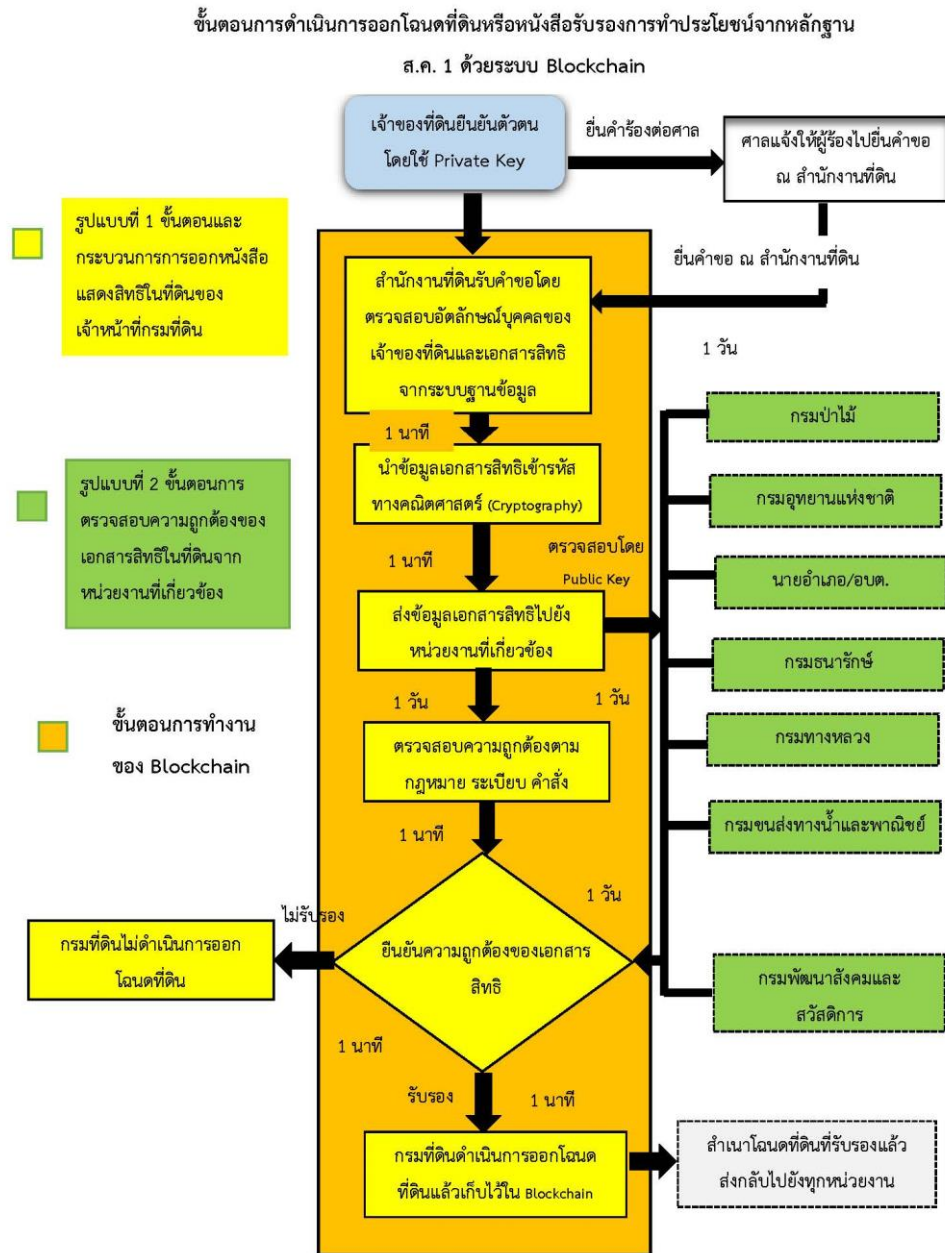 ขั้นตอนการดำเนินการออกโฉนดที่ดินหรือหนังสือรับรองการทำประโยชน์จากหลักฐาน
ส.ค. 1 ด้วยระบบ Blockchain
เจ้าของที่ดินยืนยันตัวตน
โดยใช้ Private Key
ยื่นคำร้องต่อศาล
ศาลแจ้งให้ผู้ร้องไปยื่นคำขอ
ณ สำนักงานที่ดิน
ยื่นคำขอ ณ สำนักงานที่ดิน
รูปแบบที่ 1 ขั้นตอนและ
กระบวนการการออกหนังสือ
แสดงสิทธิในที่ดินของ
เจ้าหน้าที่กรมที่ดิน
สำนักงานที่ดินรับคำขอโดย
ตรวจสอบอัตลักษณ์บุคคลของ
เจ้าของที่ดินและเอกสารสิทธิ
จากระบบฐานข้อมูล
1 วัน
1 นาที
นำข้อมูลเอกสารสิทธิเข้ารหัส
ทางคณิตศาสตร์ (Cryptography)
รูปแบบที่ 2 ขั้นตอนการ
ตรวจสอบความถูกต้องของ
เอกสารสิทธิในที่ดินจาก
หน่วยงานที่เกี่ยวข้อง
1 นาที
ตรวจสอบโดย
Public Key
ส่งข้อมูลเอกสารสิทธิไปยัง
หน่วยงานที่เกี่ยวข้อง
1 วัน
1 วัน
กรมป่าไม้
กรมอุทยานแห่งชาติ
นายอำเภอ/อบต.
กรมธนารักษ์
กรมทางหลวง
กรมขนส่งทางน้ำและพาณิชย์
กรมพัฒนาสังคมและ
สวัสดิการ
ขั้นตอนการทำงาน
ของ Blockchain
ตรวจสอบความถูกต้องตาม
กฎหมาย ระเบียบ คำสั่ง
1 นาที
1 วัน
ยืนยันความถูกต้องของเอกสาร
สิทธิ
ไม่รับรอง
กรมที่ดินไม่ดำเนินการออก
โฉนดที่ดิน
1 นาที
รับรอง
1 นาที
กรมที่ดินดำเนินการออกโฉนด
ที่ดินแล้วเก็บไว้ใน Blockchain
สำเนาโฉนดที่ดินที่รับรองแล้ว
ส่งกลับไปยังทุกหน่วยงาน